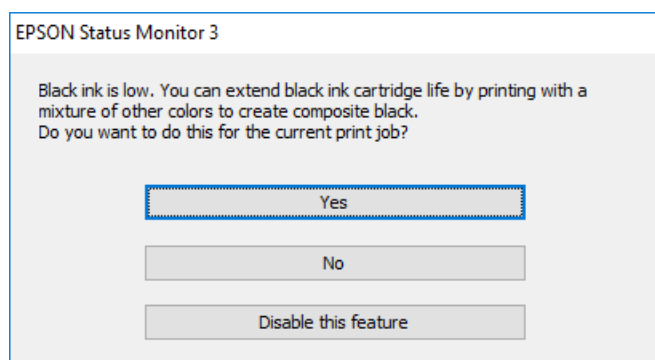 EPSON Status Monitor 3
Black ink is low. You can extend black ink cartridge life by printing with a
mixture of other colors to create composite black.
Do you want to do this for the current print job?
Yes
No
Disable this feature